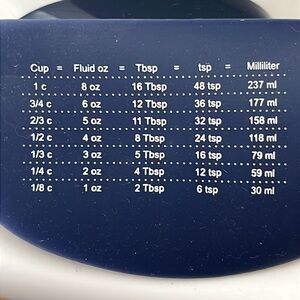 Cup = Fluid oz = Tbsp = tsp = Milliliter
1 c 8 oz 16 Tbsp 48 tsp 237 ml
3/4 c 6 oz 12 Tbsp 36 tsp 177 ml
2/3 c 5 oz 11 Tbsp 32 tsp 158 ml
1/2 c 4 oz 8 Tbsp 24 tsp 118 ml
1/3 c 3 oz 5 Tbsp 16 tsp 79 ml
1/4 c 2 oz 4 Tbsp 12 tsp 59 ml
1/8 c 1 oz 2 Tbsp 6 tsp 30 ml